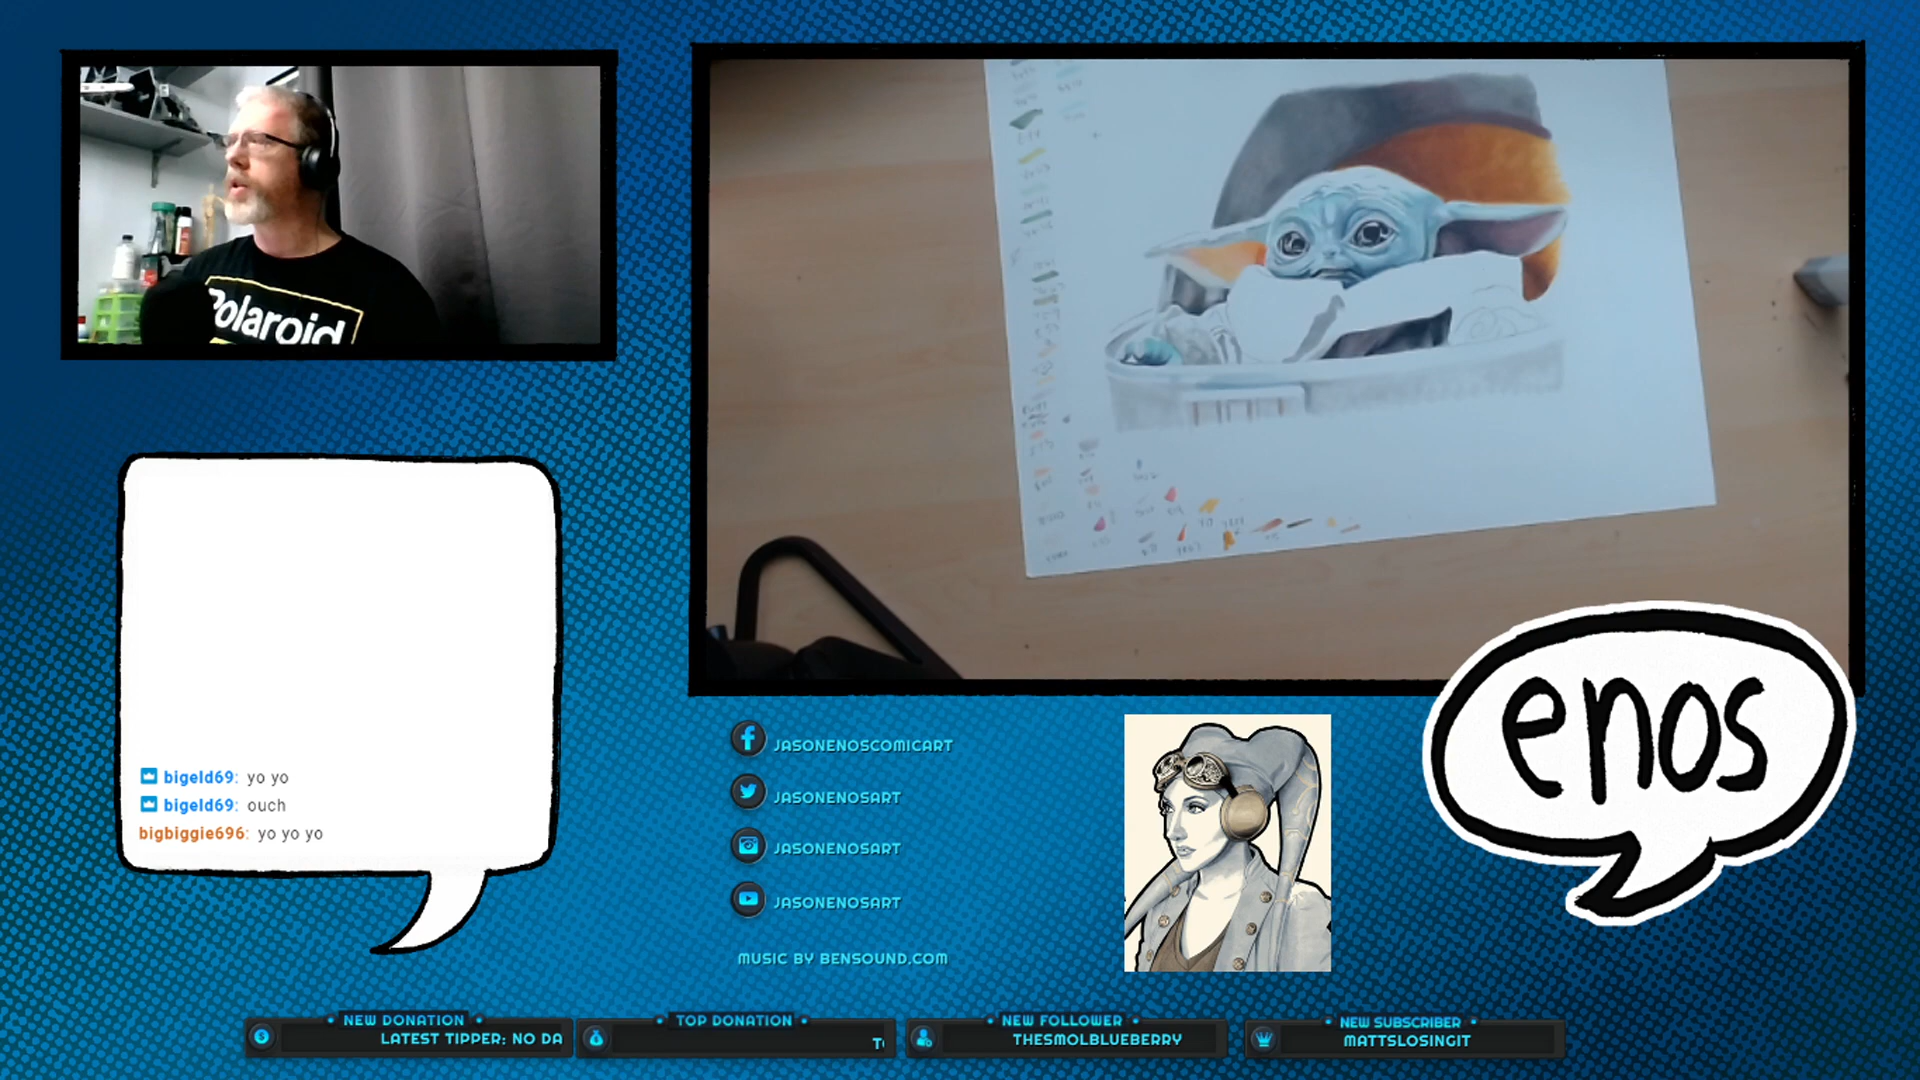 Polaroid
bigeld69: yo yo
bigeld69: ouch
bigbiggie696: yo yo yo
JASONENOSCOMICART
JASONENOSART
JASONENOSART
JASONENOSART
MUSIC BY BENSOUND.COM
enos
NEW DONATION
LATEST TIPPER: NO DA
TOP DONATION
NEW FOLLOWER
THESMOLBLUEBERRY
NEW SUBSCRIBER
MATTSLOSINGIT